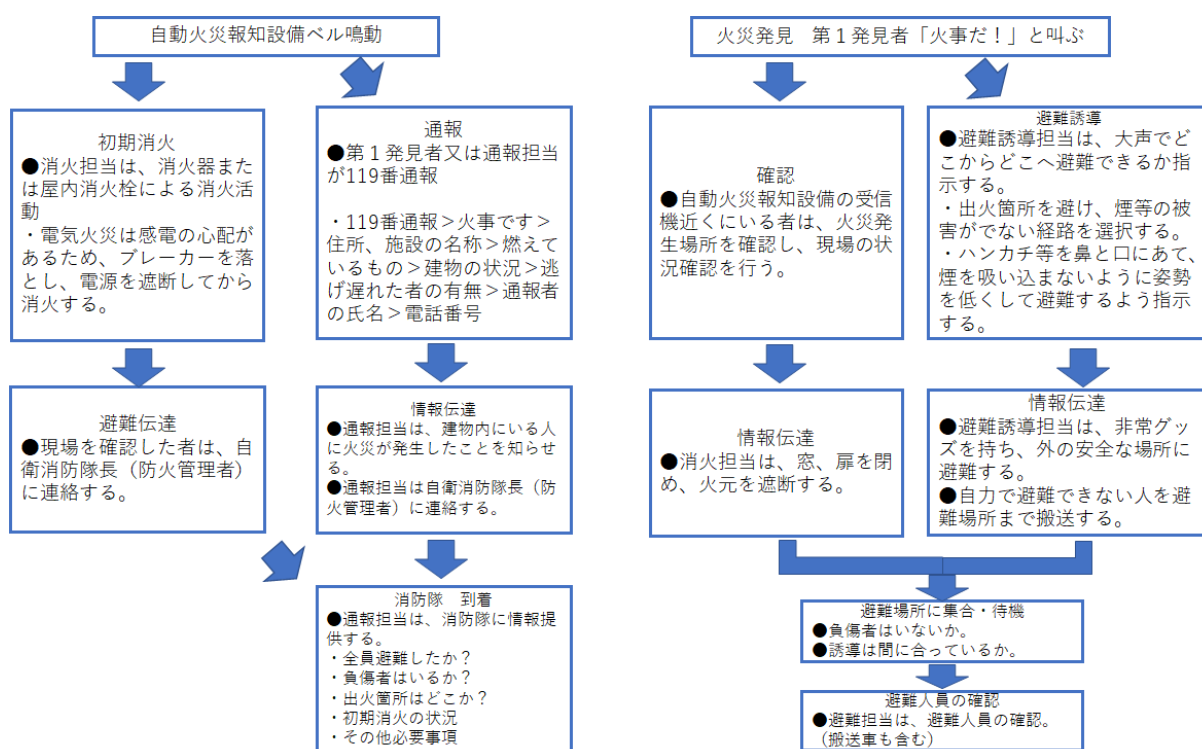 自動火災報知設備ベル鳴動
初期消火
●消火担当は、消火器また
は屋内消火栓による消火活
動
・電気火災は感電の心配が
あるため、ブレーカーを落
とし、電源を遮断してから
消火する。
通報
●第１発見者又は通報担当
が119番通報
・119番通報＞火事です＞
住所、施設の名称＞燃えて
いるもの＞建物の状況＞逃
げ遅れた者の有無＞通報者
の氏名＞電話番号
避難伝達
●現場を確認した者は、自
衛消防隊長（防火管理者）
に連絡する。
情報伝達
●通報担当は、建物内にいる人
に火災が発生したことを知らせ
る。
●通報担当は自衛消防隊長（防
火管理者）に連絡する。
消防隊　到着
●通報担当は、消防隊に情報提
供する。
・全員避難したか？
・負傷者はいるか？
・出火箇所はどこか？
・初期消火の状況
・その他必要事項
火災発見　第１発見者「火事だ！」と叫ぶ
確認
●自動火災報知設備の受信
機近くにいる者は、火災発
生場所を確認し、現場の状
況確認を行う。
避難誘導
●避難誘導担当は、大声でど
こからどこへ避難できるか指
示する。
・出火箇所を避け、煙等の被
害がでない経路を選択する。
・ハンカチ等を鼻と口にあて、
煙を吸い込まないように姿勢
を低くして避難するよう指示
する。
情報伝達
●消火担当は、窓、扉を閉
め、火元を遮断する。
情報伝達
●避難誘導担当は、非常グッ
ズを持ち、外の安全な場所に
避難する。
●自力で避難できない人を避
難場所まで搬送する。
避難場所に集合・待機
●負傷者はいないか。
●誘導は間に合っているか。
避難人員の確認
●避難担当は、避難人員の確認。
（搬送車も含む）